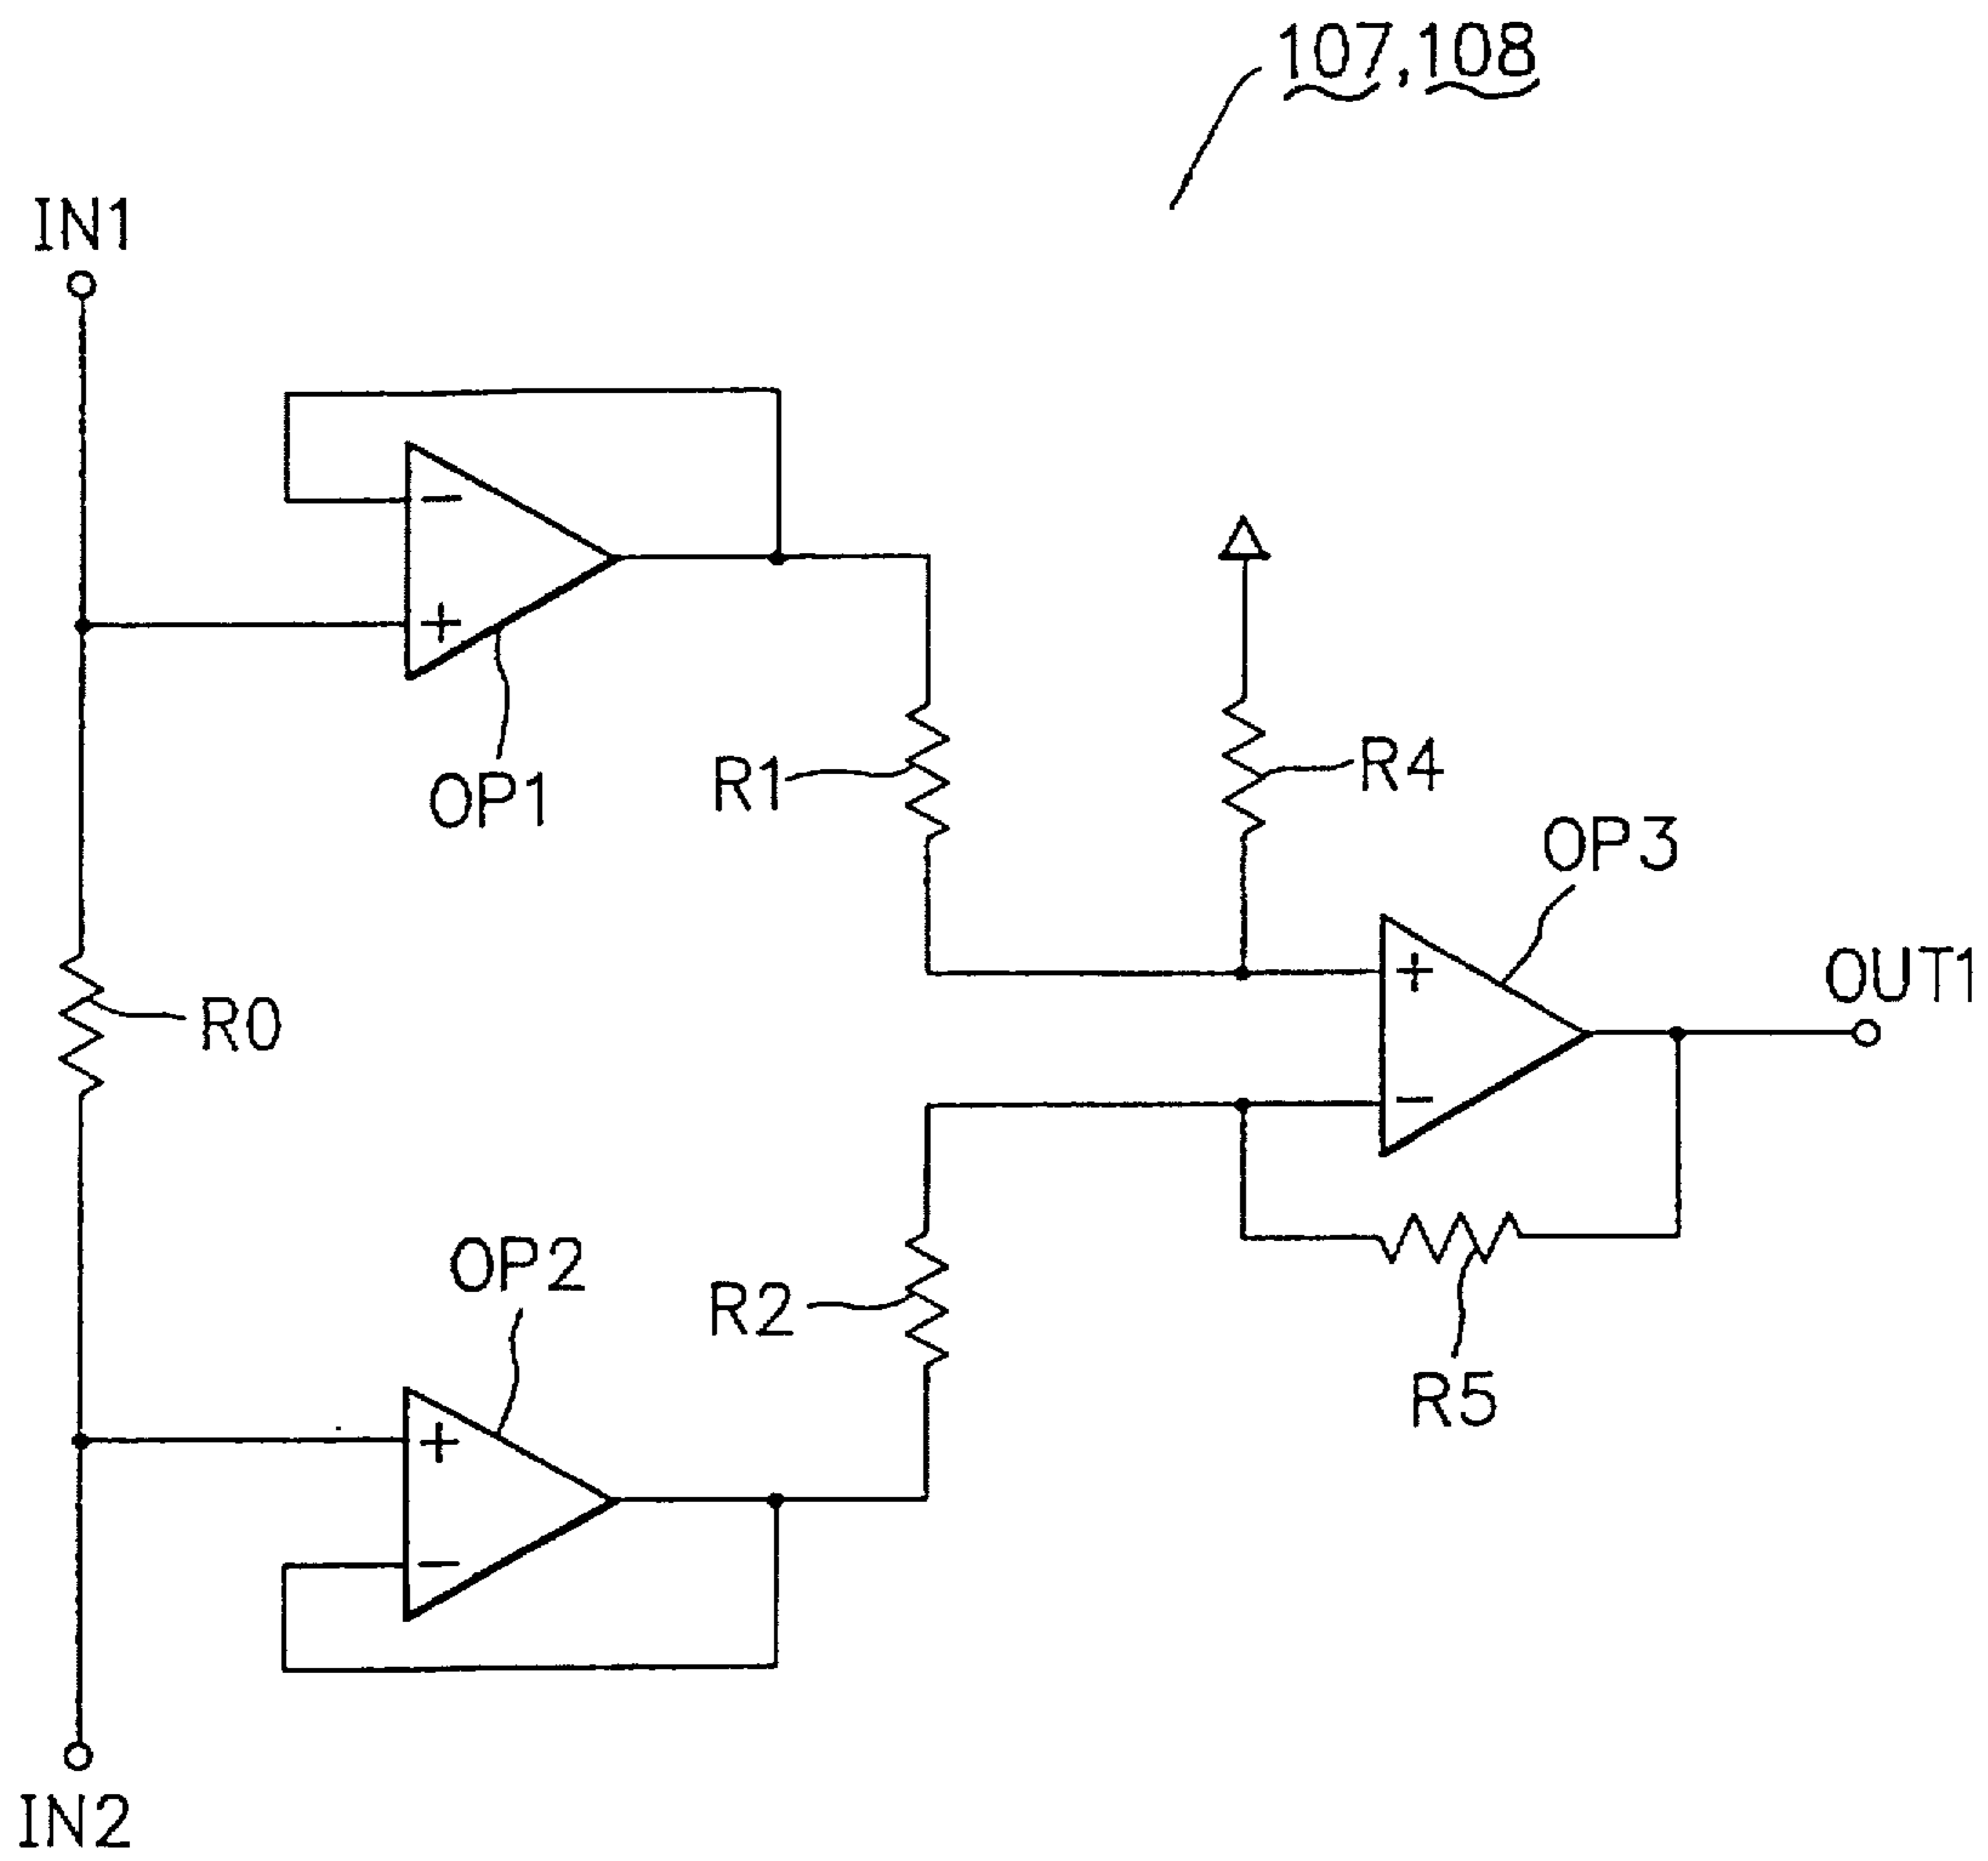 107,108
IN1
−
+
OP1
R1
R4
OP3
+
OUT1
R0
−
OP2
R2
R5
+
−
IN2